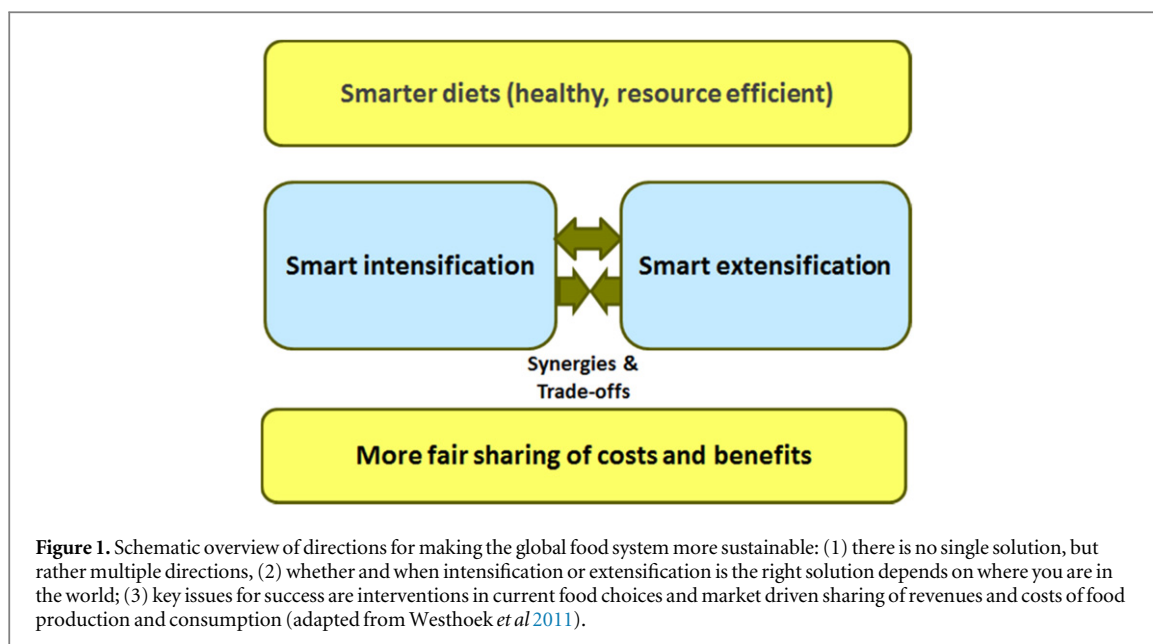 Smarter diets (healthy, resource efficient)
Smart intensification
Smart extensification
Synergies &
Trade-offs
More fair sharing of costs and benefits
Figure 1. Schematic overview of directions for making the global food system more sustainable: (1) there is no single solution, but
rather multiple directions, (2) whether and when intensification or extensification is the right solution depends on where you are in
the world; (3) key issues for success are interventions in current food choices and market driven sharing of revenues and costs of food
production and consumption (adapted from Westhoek et al 2011).